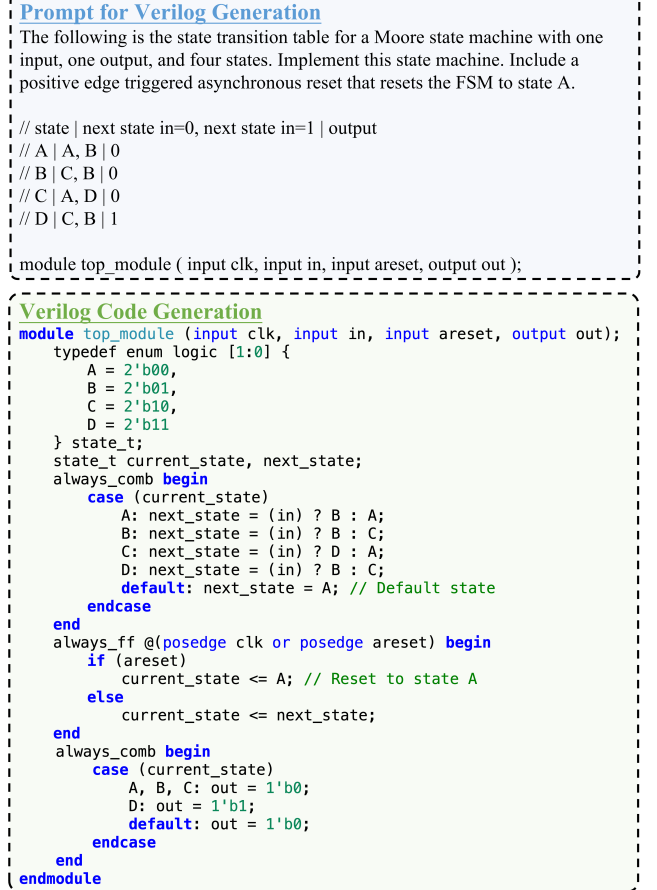 Prompt for Verilog Generation
The following is the state transition table for a Moore state machine with one
input, one output, and four states. Implement this state machine. Include a
positive edge triggered asynchronous reset that resets the FSM to state A.
// state | next state in=0, next state in=1 | output
// A | A, B | 0
// B | C, B | 0
// C | A, D | 0
// D | C, B | 1
module top_module ( input clk, input in, input areset, output out );
Verilog Code Generation
module top_module (input clk, input in, input areset, output out);
    typedef enum logic [1:0] {
        A = 2'b00,
        B = 2'b01,
        C = 2'b10,
        D = 2'b11
    } state_t;
    state_t current_state, next_state;
    always_comb begin
        case (current_state)
            A: next_state = (in) ? B : A;
            B: next_state = (in) ? B : C;
            C: next_state = (in) ? D : A;
            D: next_state = (in) ? B : C;
            default: next_state = A; // Default state
        endcase
    end
    always_ff @(posedge clk or posedge areset) begin
        if (areset)
            current_state <= A; // Reset to state A
        else
            current_state <= next_state;
    end
    always_comb begin
        case (current_state)
            A, B, C: out = 1'b0;
            D: out = 1'b1;
            default: out = 1'b0;
        endcase
    end
endmodule